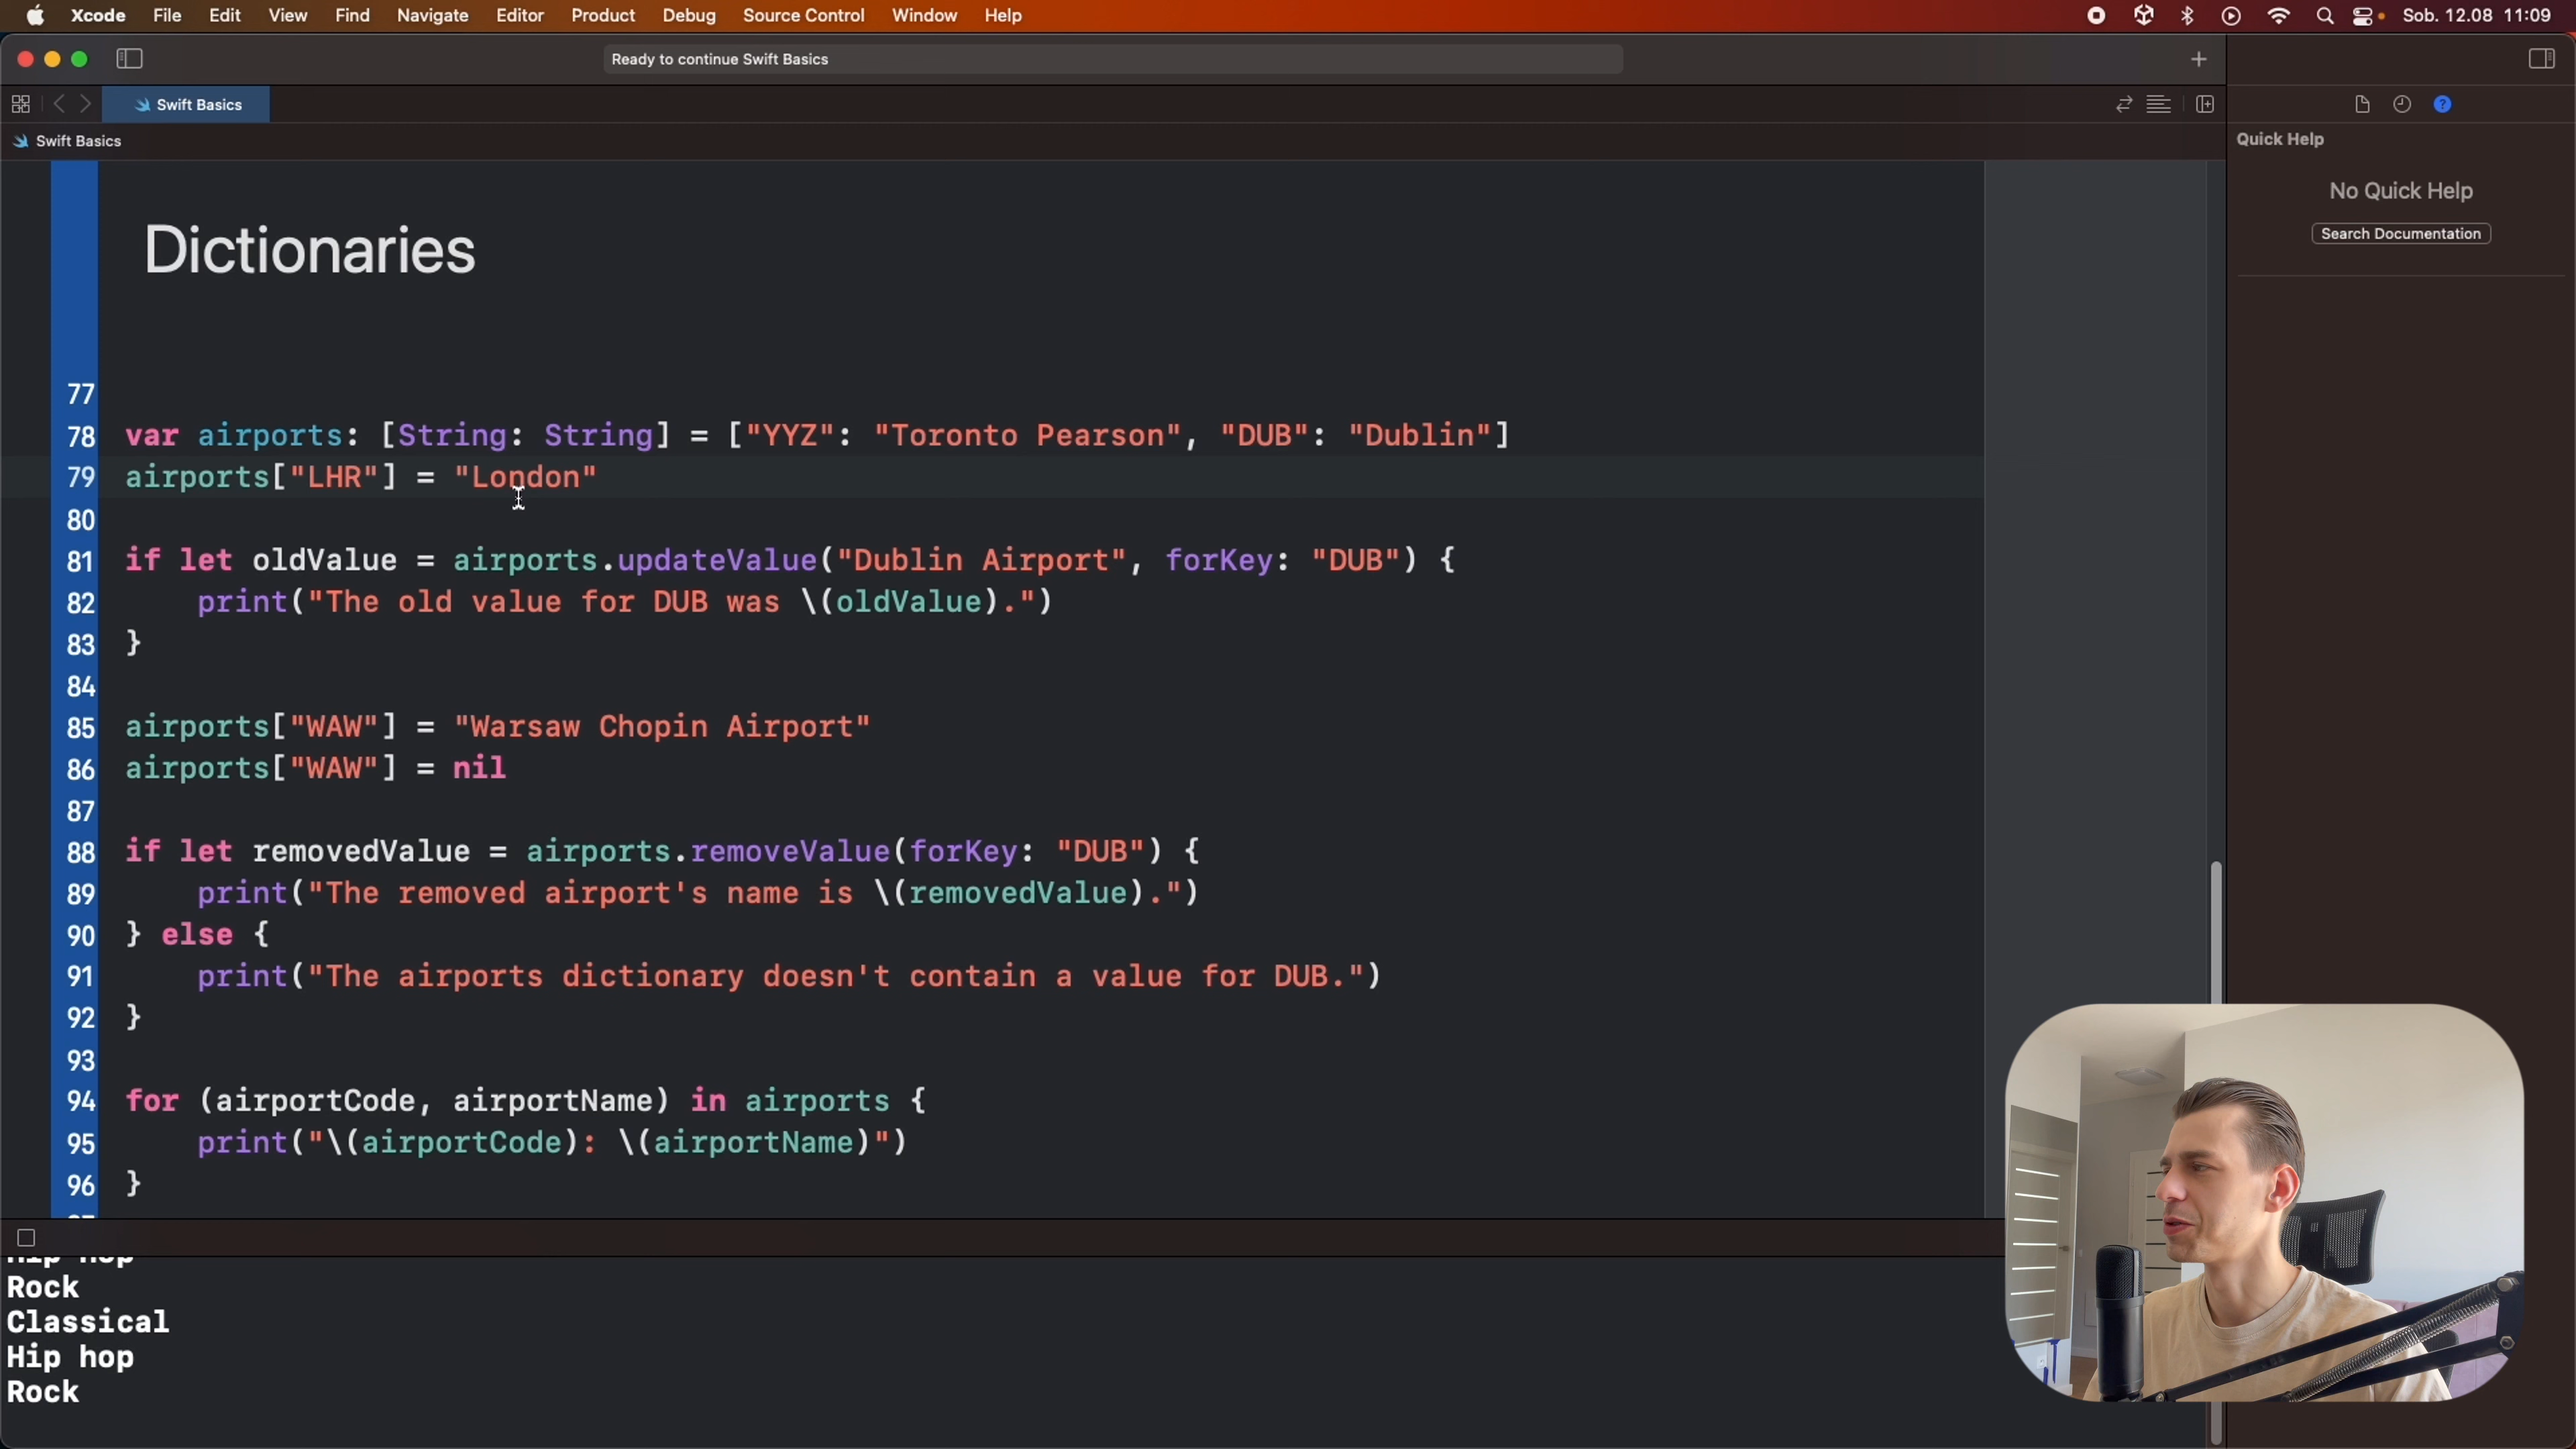 Xcode File Edit View Find Navigate Editor Product Debug Source Control Window Help Sob. 12.08 11:09
Ready to continue Swift Basics
Swift Basics
Swift Basics
Quick Help
No Quick Help
Search Documentation
Dictionaries
77
78 var airports: [String: String] = ["YYZ": "Toronto Pearson", "DUB": "Dublin"]
79 airports["LHR"] = "London"
80
81 if let oldValue = airports.updateValue("Dublin Airport", forKey: "DUB") {
82 print("The old value for DUB was \(oldValue).")
83 }
84
85 airports["WAW"] = "Warsaw Chopin Airport"
86 airports["WAW"] = nil
87
88 if let removedValue = airports.removeValue(forKey: "DUB") {
89 print("The removed airport's name is \(removedValue).")
90 } else {
91 print("The airports dictionary doesn't contain a value for DUB.")
92 }
93
94 for (airportCode, airportName) in airports {
95 print("\(airportCode): \(airportName)")
96 }
Hip hop
Rock
Classical
Hip hop
Rock